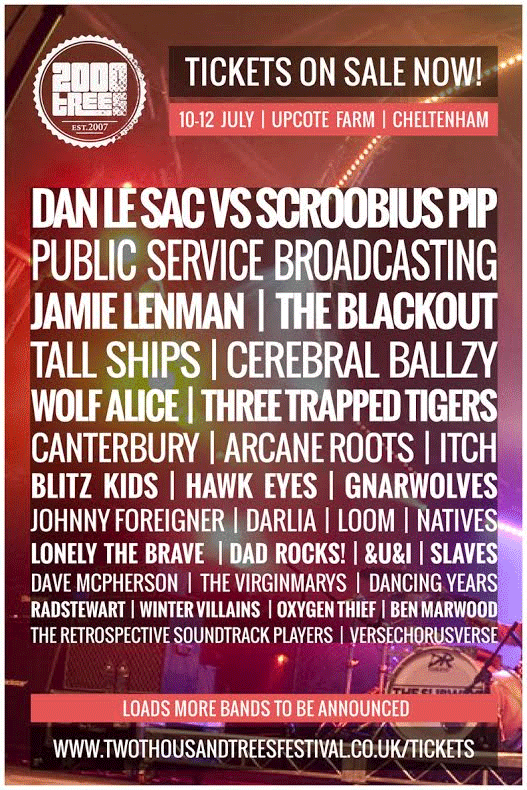 2000
TREES
EST.2007
TICKETS ON SALE NOW!
10-12 JULY | UPCOTE FARM | CHELTENHAM
DAN LE SAC VS SCROOBIUS PIP
PUBLIC SERVICE BROADCASTING
JAMIE LENMAN | THE BLACKOUT
TALL SHIPS | CEREBRAL BALLZY
WOLF ALICE | THREE TRAPPED TIGERS
CANTERBURY | ARCANE ROOTS | ITCH
BLITZ KIDS | HAWK EYES | GNARWOLVES
JOHNNY FOREIGNER | DARLIA | LOOM | NATIVES
LONELY THE BRAVE | DAD ROCKS! | &U&I | SLAVES
DAVE MCPHERSON | THE VIRGINMARYS | DANCING YEARS
RADSTEWART | WINTER VILLAINS | OXYGEN THIEF | BEN MARWOOD
THE RETROSPECTIVE SOUNDTRACK PLAYERS | VERSECHORUSVERSE
THE
LOADS MORE BANDS TO BE ANNOUNCED
WWW.TWOTHOUSANDTREESFESTIVAL.CO.UK/TICKETS